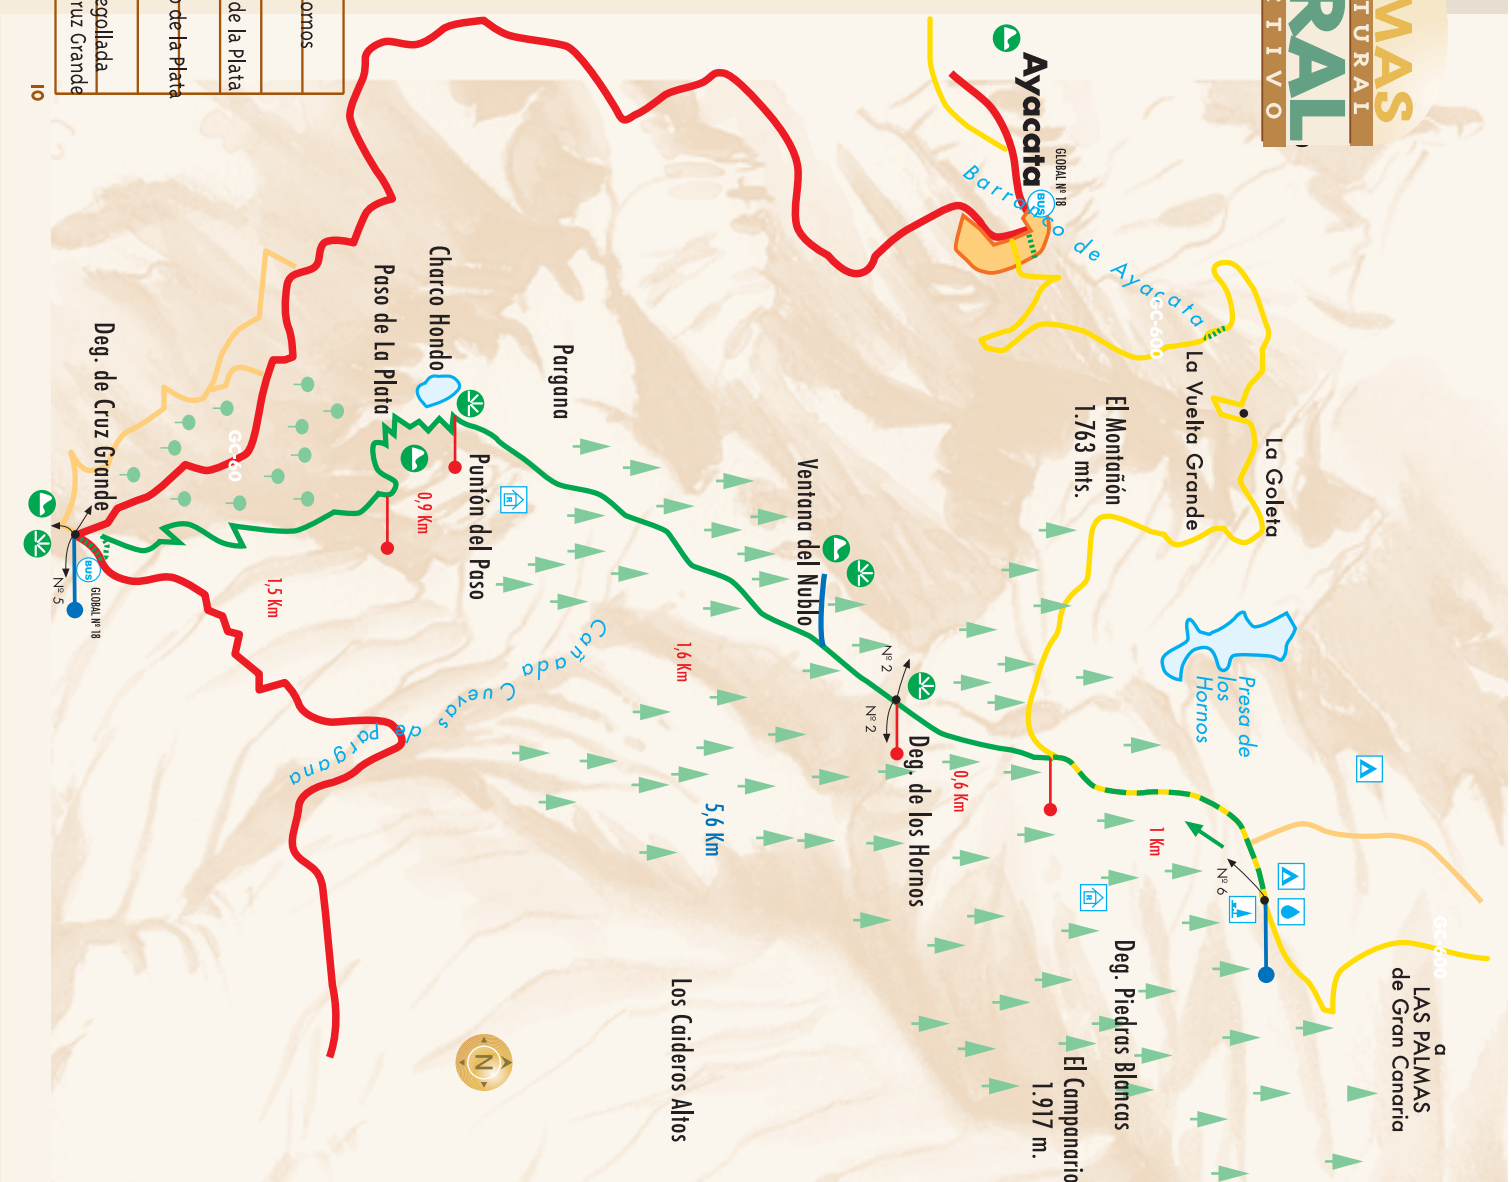 MAS
TURAL
RAL
TIVO
ornos
de la Plata
o de la Plata
egollada
ruz Grande
10
Ayacata
GLOBAL Nº 18
BUS
Barranco de Ayacata
GC-600
La Vuelta Grande
La Goleta
El Montañón
1.763 mts.
Charco Hondo
Paso de La Plata
Pargana
Deg. de Cruz Grande
GC-60
Puntón del Paso
0,9 Km
R
Ventana del Nublo
Nº 5
BUS
GLOBAL Nº 18
1,5 Km
Cañada Cuevas de Pargana
1,6 Km
Nº 2
Nº 2
Deg. de los Hornos
0,6 Km
5,6 Km
Presa de
los
Hornos
1 Km
Nº 6
R
GC-600
a
LAS PALMAS
de Gran Canaria
Deg. Piedras Blancas
El Campanario
1.917 m.
Los Caideros Altos
N